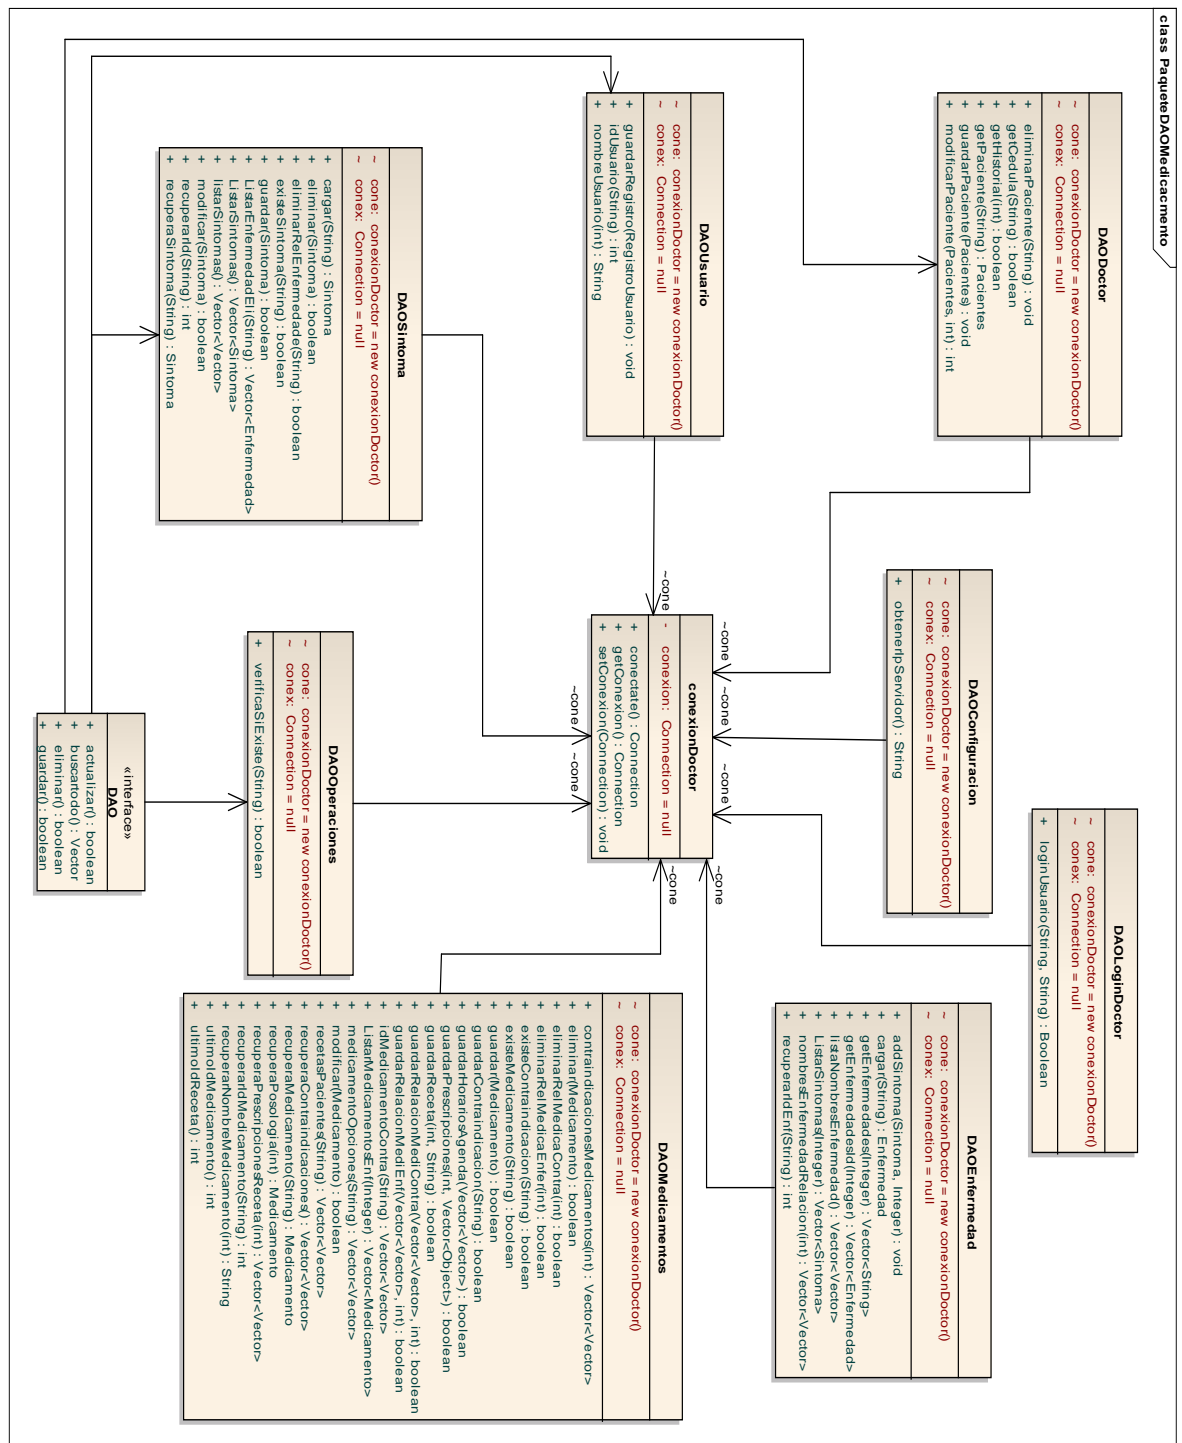 class PaqueteDAOMedicacmento
DAODoctor
~ cone: conexionDoctor = new conexionDoctor()
~ conex: Connection = null
+ eliminarPaciente(String) : void
+ getCedula(String) : boolean
+ getHistorial(int) : boolean
+ getPaciente(String) : Pacientes
+ guardarPaciente(Pacientes) : void
+ modificarPaciente(Pacientes, int) : int
DAOConfiguracion
~ cone: conexionDoctor = new conexionDoctor()
~ conex: Connection = null
+ obtenerIpServidor() : String
DAOLoginDoctor
~ cone: conexionDoctor = new conexionDoctor()
~ conex: Connection = null
+ loginUsuario(String, String) : Boolean
DAOEnfermedad
~ cone: conexionDoctor = new conexionDoctor()
~ conex: Connection = null
+ addSintoma(Sintoma, Integer) : void
+ cargar(String) : Enfermedad
+ getEnfermedades(Integer) : Vector<String>
+ getEnfermedadesId(Integer) : Vector<Enfermedad>
+ listaNombresEnfermedad() : Vector<Vector>
+ ListarSintomas(Integer) : Vector<Sintoma>
+ nombresEnfermedadRelacion(int) : Vector<Vector>
+ recuperarIdEnf(String) : int
DAOUsuario
~ cone: conexionDoctor = new conexionDoctor()
~ conex: Connection = null
+ guardarRegistro(RegistroUsuario) : void
+ idUsuario(String) : int
+ nombreUsuario(int) : String
~cone
~cone
~cone
~cone
~cone
conexionDoctor
- conexion: Connection = null
+ conectate() : Connection
+ getConexion() : Connection
+ setConexion(Connection) : void
~cone
~cone
~cone
DAOMedicamentos
~ cone: conexionDoctor = new conexionDoctor()
~ conex: Connection = null
+ contraindicacionesMedicamentos(int) : Vector<Vector>
+ eliminar(Medicamento) : boolean
+ eliminarRelMedicaContra(int) : boolean
+ eliminarRelMedicaEnfer(int) : boolean
+ existeContraindicacion(String) : boolean
+ existeMedicamento(String) : boolean
+ guardar(Medicamento) : boolean
+ guardarContraindicacion(String) : boolean
+ guardarHorariosAgenda(Vector<Vector>) : boolean
+ guardarPrescripciones(int, Vector<Object>) : boolean
+ guardarReceta(int, String) : boolean
+ guardarRelacionMediContra(Vector<Vector>, int) : boolean
+ guardarRelacionMediEnf(Vector<Vector>, int) : boolean
+ idMedicamentoContra(String) : Vector<Vector>
+ ListarMedicamentosEnf(Integer) : Vector<Medicamento>
+ medicamentoOpciones(String) : Vector<Vector>
+ modificar(Medicamento) : boolean
+ recetasPacientes(String) : Vector<Vector>
+ recuperaContraindicaciones() : Vector<Vector>
+ recuperaMedicamento(String) : Medicamento
+ recuperaPosologia(int) : Medicamento
+ recuperaPrescripcionesReceta(int) : Vector<Vector>
+ recuperarIdMedicamento(String) : int
+ recuperarNombreMedicamento(int) : String
+ ultimoIdMedicamento() : int
+ ultimoIdReceta() : int
DAOSintoma
~ cone: conexionDoctor = new conexionDoctor()
~ conex: Connection = null
+ cargar(String) : Sintoma
+ eliminar(Sintoma) : boolean
+ eliminarRelEnfermedade(String) : boolean
+ existeSintoma(String) : boolean
+ guardar(Sintoma) : boolean
+ ListarEnfermedadEli(String) : Vector<Enfermedad>
+ ListarSintomas() : Vector<Sintoma>
+ listarSintomas() : Vector<Vector>
+ modificar(Sintoma) : boolean
+ recuperarId(String) : int
+ recuperaSintoma(String) : Sintoma
DAOOperaciones
~ cone: conexionDoctor = new conexionDoctor()
~ conex: Connection = null
+ verificaSiExiste(String) : boolean
«interface»
DAO
+ actualizar() : boolean
+ buscartodo() : Vector
+ eliminar() : boolean
+ guardar() : boolean